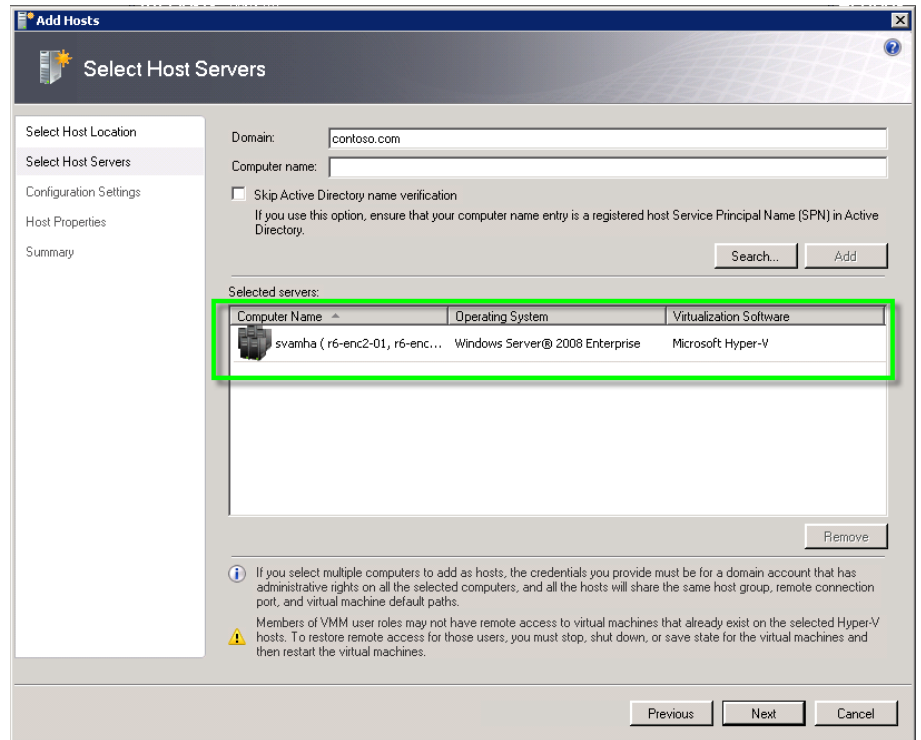 Add Hosts
Select Host Servers
Select Host Location
Select Host Servers
Configuration Settings
Host Properties
Summary
Domain: contoso.com
Computer name:
Skip Active Directory name verification
If you use this option, ensure that your computer name entry is a registered host Service Principal Name (SPN) in Active
Directory.
Search... Add
Selected servers:
Computer Name Operating System Virtualization Software
svamha ( r6-enc2-01, r6-enc... Windows Server® 2008 Enterprise Microsoft Hyper-V
Remove
If you select multiple computers to add as hosts, the credentials you provide must be for a domain account that has
administrative rights on all the selected computers, and all the hosts will share the same host group, remote connection
port, and virtual machine default paths.
Members of VMM user roles may not have remote access to virtual machines that already exist on the selected Hyper-V
hosts. To restore remote access for those users, you must stop, shut down, or save state for the virtual machines and
then restart the virtual machines.
Previous Next Cancel